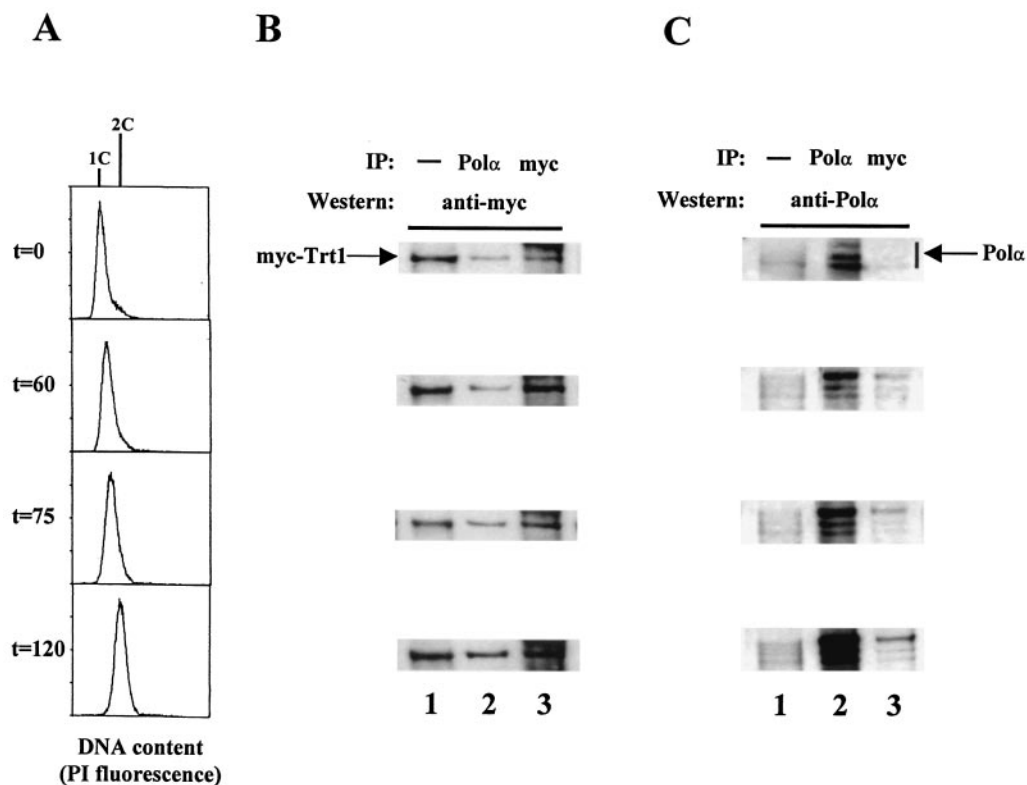 A
B
C
2C
1C
t=0
t=60
t=75
t=120
DNA content
(PI fluorescence)
IP: — Polα myc
Western: anti-myc
myc-Trt1
1 2 3
IP: — Polα myc
Western: anti-Polα
Polα
1 2 3